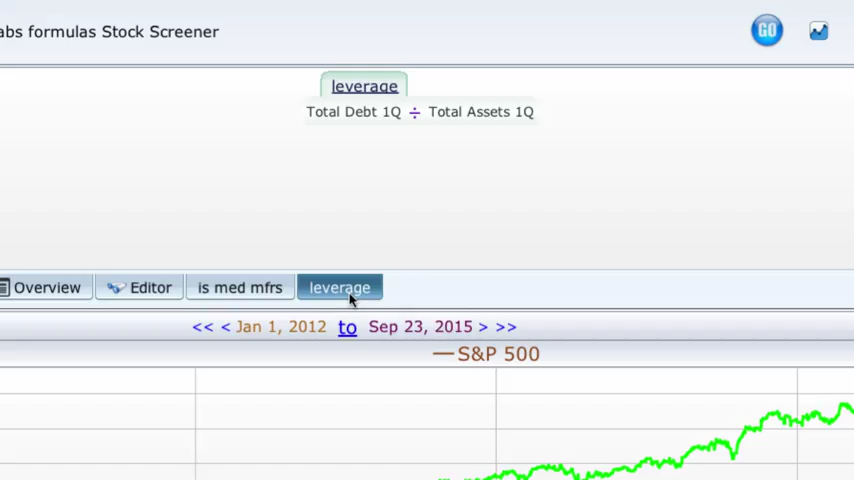 abs formulas Stock Screener
GO
leverage
Total Debt 1Q ÷ Total Assets 1Q
Overview Editor is med mfrs leverage
<< < Jan 1, 2012 to Sep 23, 2015 > >>
S&P 500